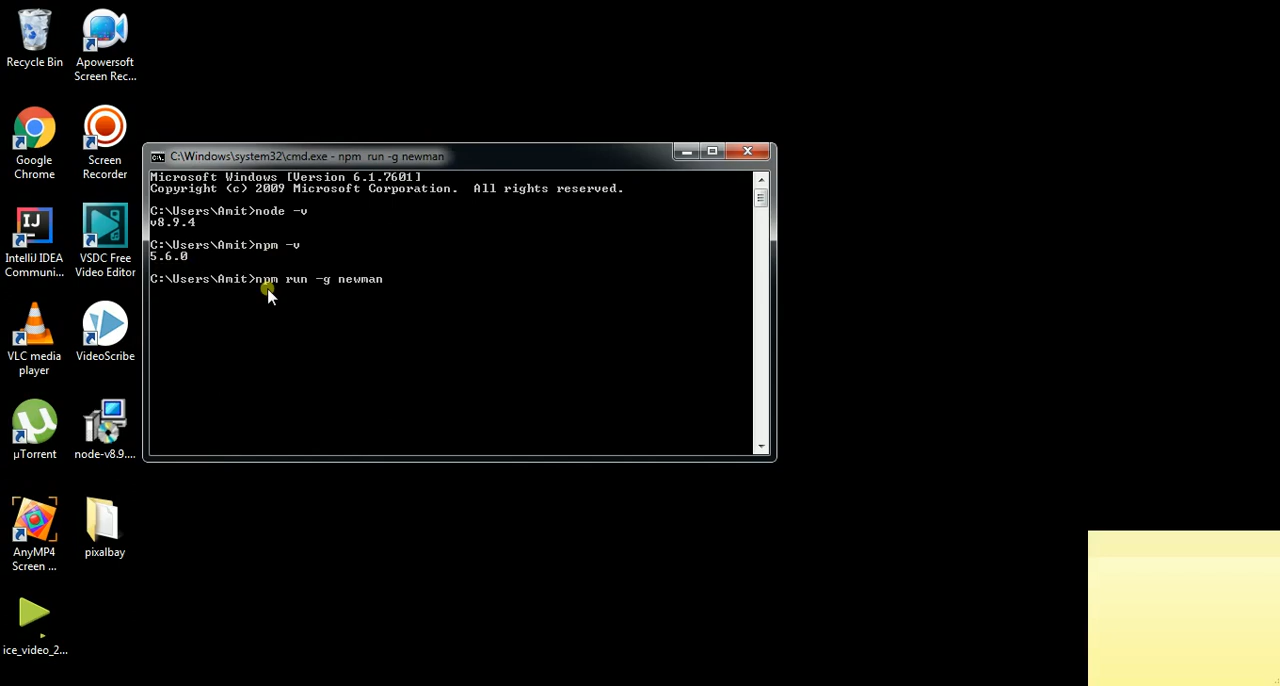 Recycle Bin
Apowersoft
Screen Rec...
Google
Chrome
Screen
Recorder
IntelliJ IDEA
Communi...
VSDC Free
Video Editor
VLC media
player
VideoScribe
µTorrent
node-v8.9....
AnyMP4
Screen ...
pixalbay
ice_video_2...
C:\Windows\system32\cmd.exe - npm  run -g newman
Microsoft Windows [Version 6.1.7601]
Copyright (c) 2009 Microsoft Corporation.  All rights reserved.
C:\Users\Amit>node -v
v8.9.4
C:\Users\Amit>npm -v
5.6.0
C:\Users\Amit>npm run -g newman